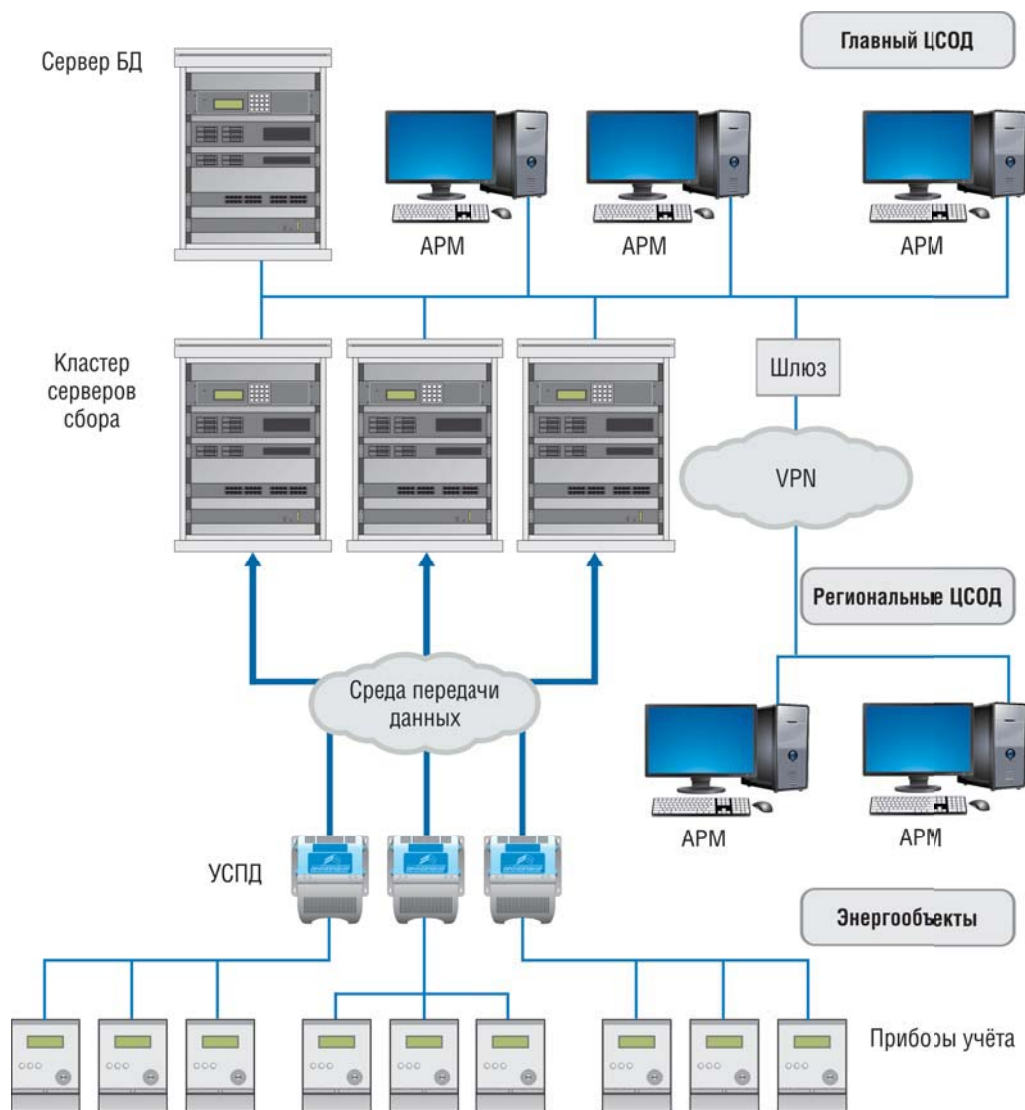 Главный ЦСОД
Сервер БД
АРМ
АРМ
АРМ
Кластер
серверов
сбора
Шлюз
VPN
Региональные ЦСОД
Среда передачи
данных
АРМ
АРМ
УСПД
Энергообъекты
Приборы учёта